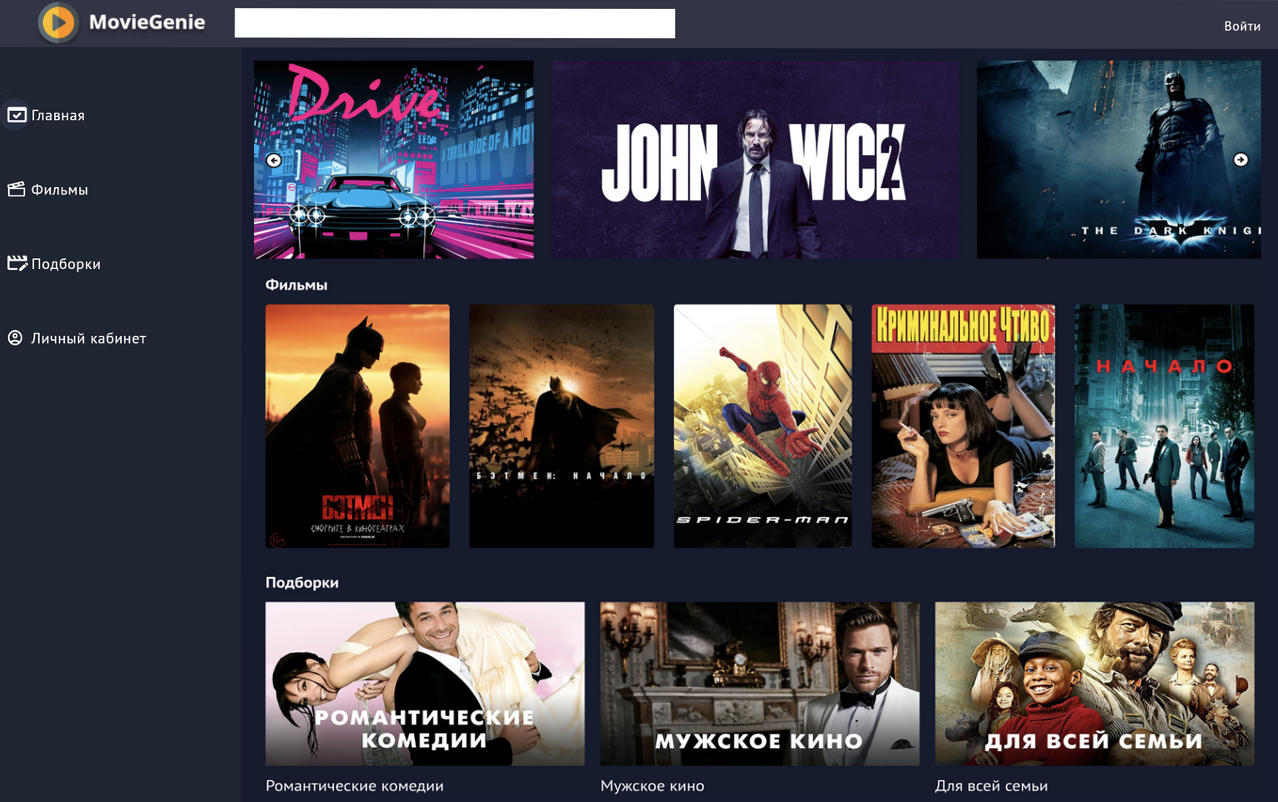 MovieGenie
Войти
Главная
Фильмы
Подборки
Личный кабинет
Drive
JOHN WICK
2
THE DARK KNIG
Фильмы
БЭТМЕН
СМОТРИТЕ В КИНОТЕАТРАХ
БЭТМЕН: НАЧАЛО
SPIDER-MAN
КРИМИНАЛЬНОЕ ЧТИВО
НАЧАЛО
Подборки
РОМАНТИЧЕСКИЕ
КОМЕДИИ
МУЖСКОЕ КИНО
ДЛЯ ВСЕЙ СЕМЬИ
Романтические комедии
Мужское кино
Для всей семьи